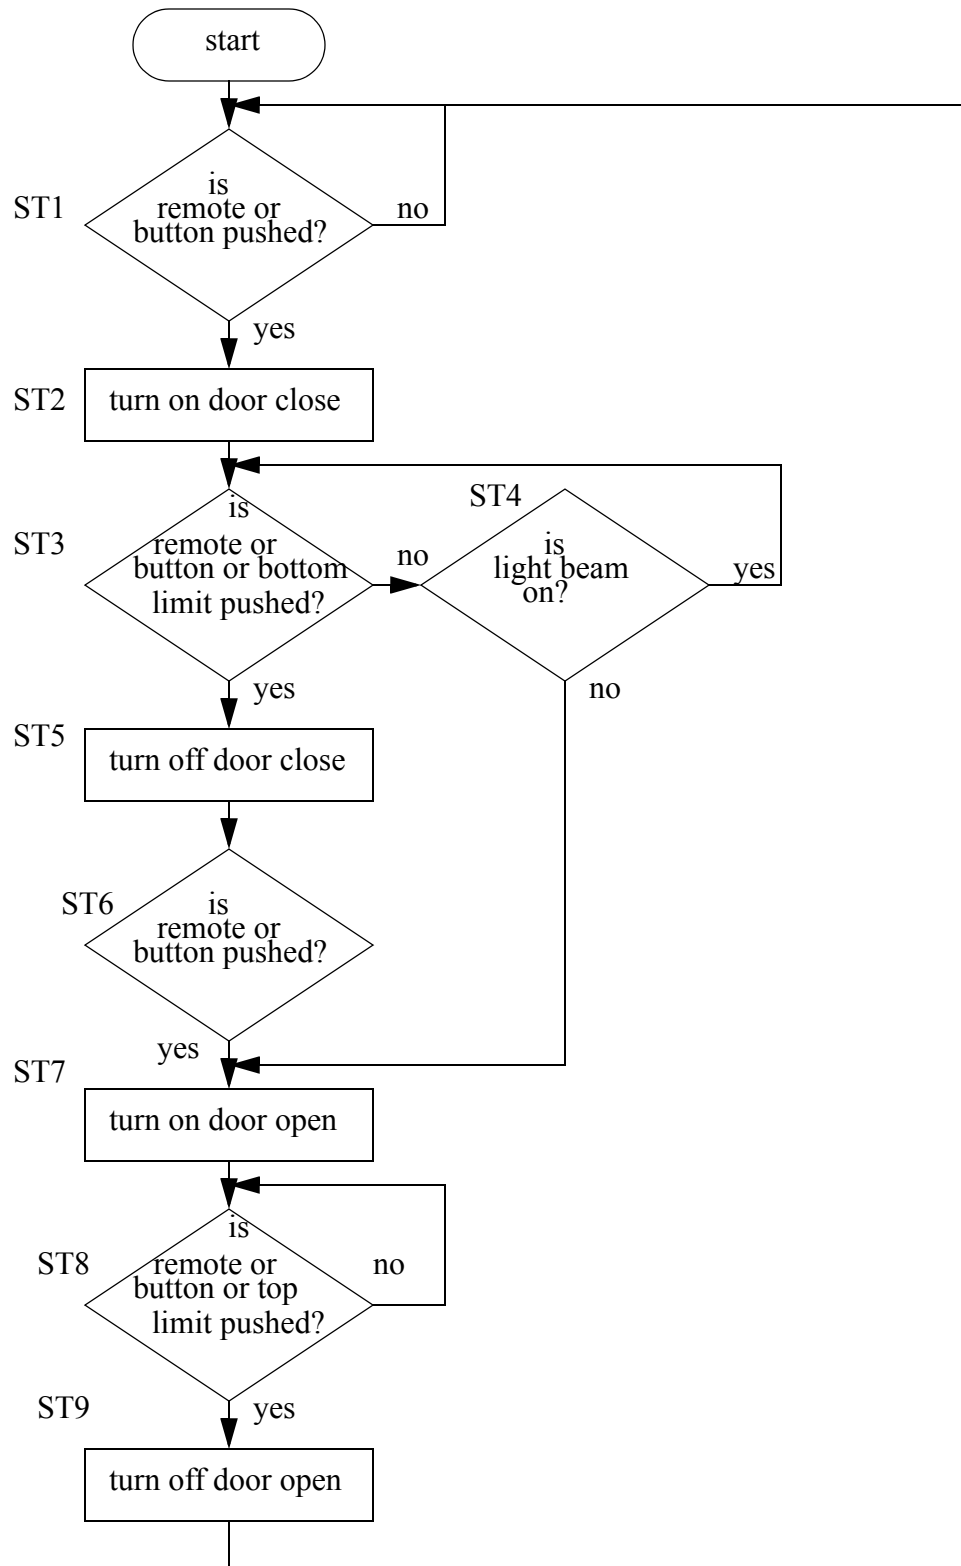 start
is
remote or
button pushed?
ST1
no
yes
ST2
turn on door close
is
remote or
button or bottom
limit pushed?
ST3
no
ST4
is
light beam
on?
yes
no
yes
ST5
turn off door close
ST6
is
remote or
button pushed?
yes
ST7
turn on door open
is
remote or
button or top
limit pushed?
ST8
no
ST9
yes
turn off door open